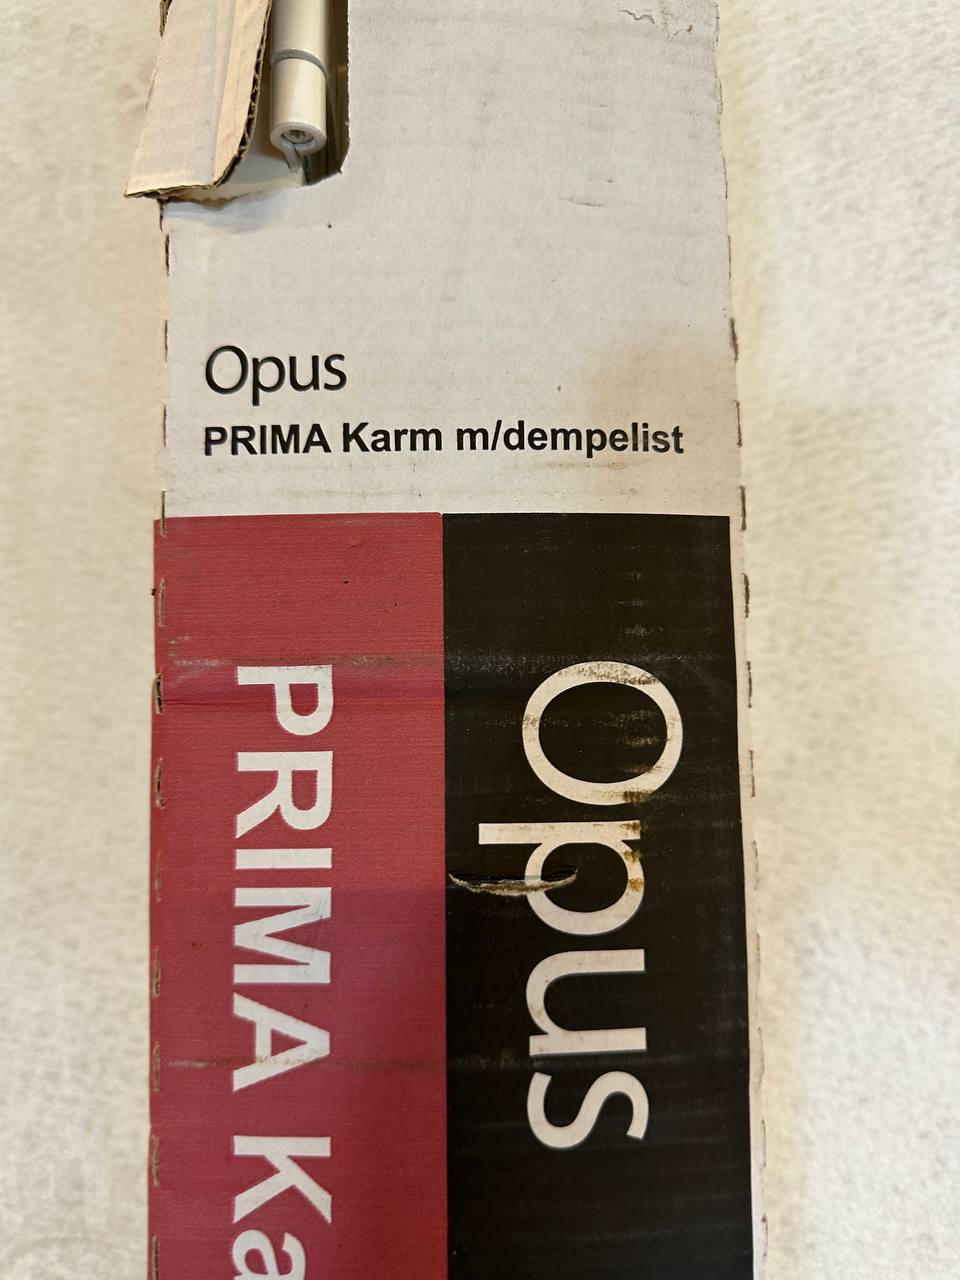 Opus
PRIMA Karm m/dempelist
Opus
PRIMA Ka